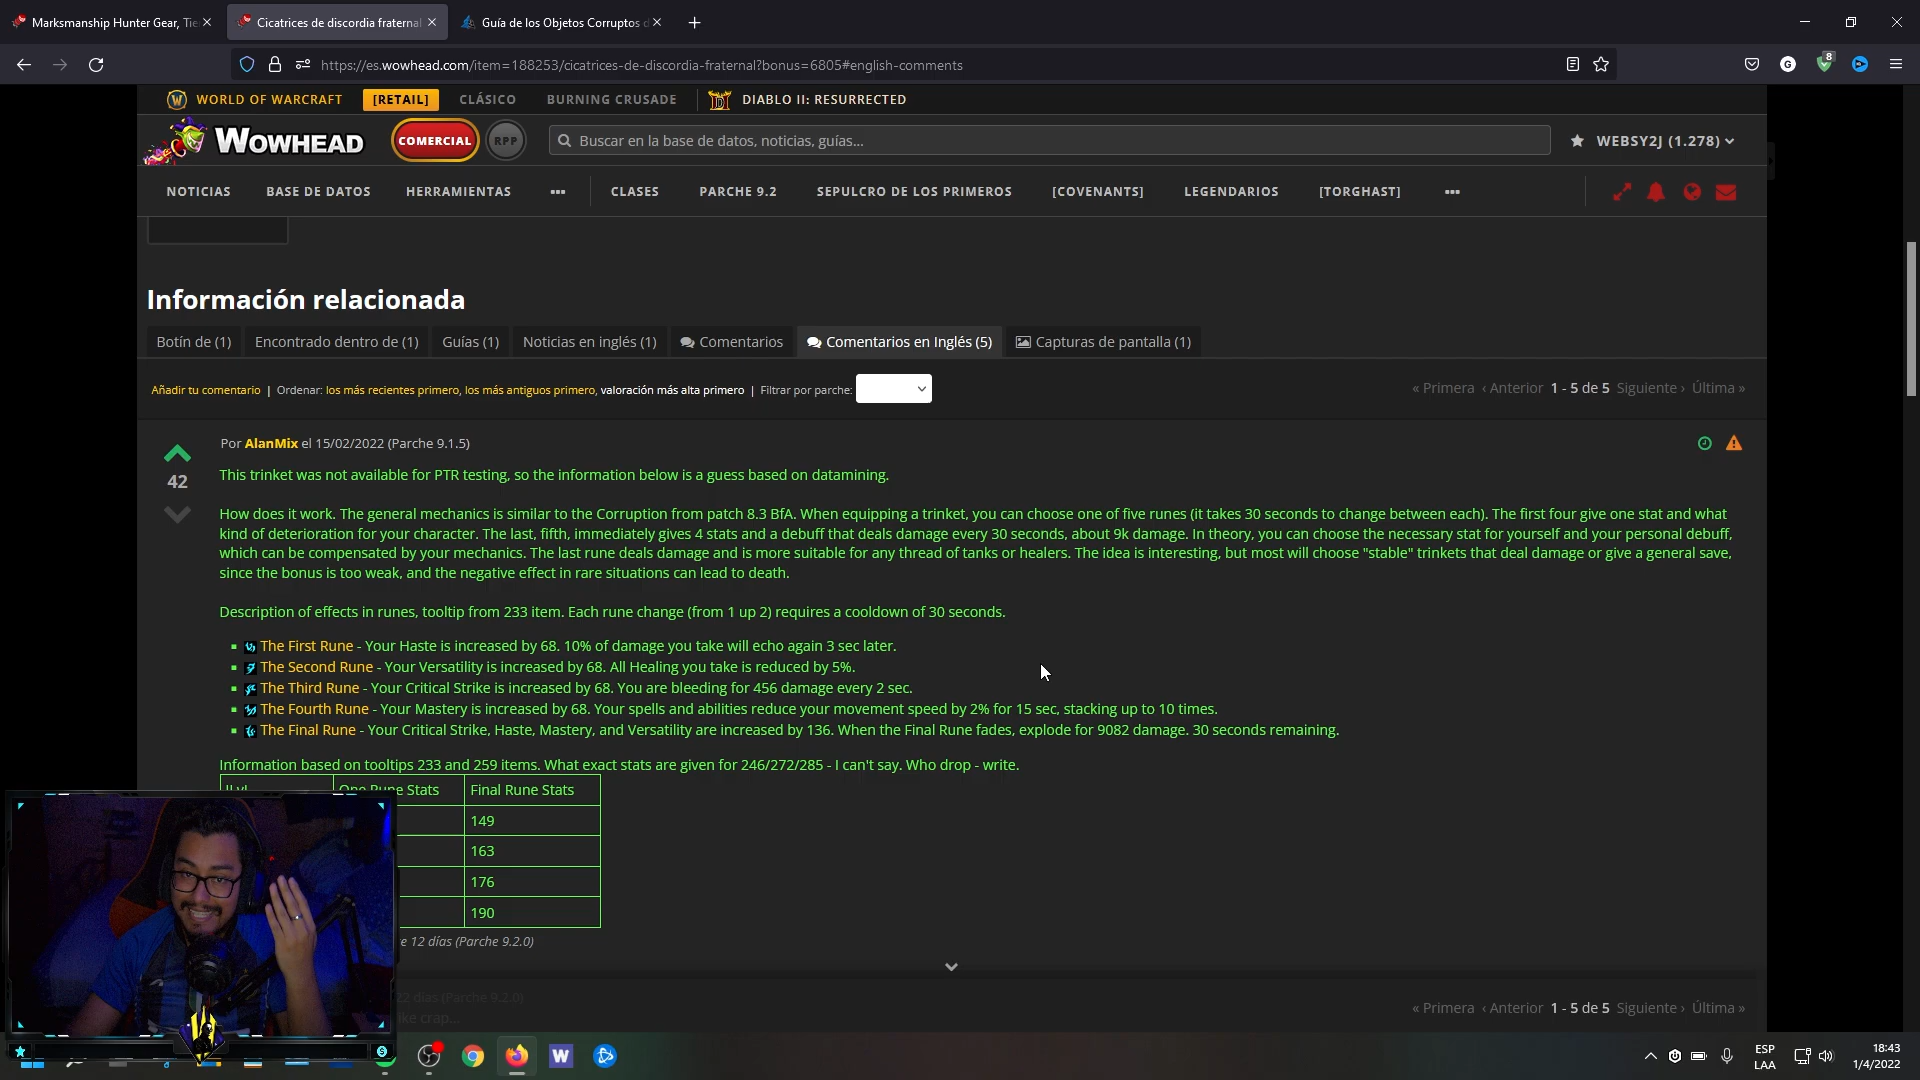 Marksmanship Hunter Gear, Tie
Cicatrices de discordia fraternal
Guía de los Objetos Corruptos d
https://es.wowhead.com/item=188253/cicatrices-de-discordia-fraternal?bonus=6805#english-comments
8
WORLD OF WARCRAFT [RETAIL] CLÁSICO BURNING CRUSADE DIABLO II: RESURRECTED
WOWHEAD COMERCIAL RPP Buscar en la base de datos, noticias, guías... WEBSY2J (1.278)
NOTICIAS BASE DE DATOS HERRAMIENTAS ••• CLASES PARCHE 9.2 SEPULCRO DE LOS PRIMEROS [COVENANTS] LEGENDARIOS [TORGHAST] •••
Información relacionada
Botín de (1) Encontrado dentro de (1) Guías (1) Noticias en inglés (1) Comentarios Comentarios en Inglés (5) Capturas de pantalla (1)
Añadir tu comentario | Ordenar: los más recientes primero, los más antiguos primero, valoración más alta primero | Filtrar por parche:
« Primera ‹ Anterior 1 - 5 de 5 Siguiente › Última »
Por AlanMix el 15/02/2022 (Parche 9.1.5)
42
This trinket was not available for PTR testing, so the information below is a guess based on datamining.
How does it work. The general mechanics is similar to the Corruption from patch 8.3 BfA. When equipping a trinket, you can choose one of five runes (it takes 30 seconds to change between each). The first four give one stat and what
kind of deterioration for your character. The last, fifth, immediately gives 4 stats and a debuff that deals damage every 30 seconds, about 9k damage. In theory, you can choose the necessary stat for yourself and your personal debuff,
which can be compensated by your mechanics. The last rune deals damage and is more suitable for any thread of tanks or healers. The idea is interesting, but most will choose "stable" trinkets that deal damage or give a general save,
since the bonus is too weak, and the negative effect in rare situations can lead to death.
Description of effects in runes, tooltip from 233 item. Each rune change (from 1 up 2) requires a cooldown of 30 seconds.
The First Rune - Your Haste is increased by 68. 10% of damage you take will echo again 3 sec later.
The Second Rune - Your Versatility is increased by 68. All Healing you take is reduced by 5%.
The Third Rune - Your Critical Strike is increased by 68. You are bleeding for 456 damage every 2 sec.
The Fourth Rune - Your Mastery is increased by 68. Your spells and abilities reduce your movement speed by 2% for 15 sec, stacking up to 10 times.
The Final Rune - Your Critical Strike, Haste, Mastery, and Versatility are increased by 136. When the Final Rune fades, explode for 9082 damage. 30 seconds remaining.
Information based on tooltips 233 and 259 items. What exact stats are given for 246/272/285 - I can't say. Who drop - write.
One Rune Stats Final Rune Stats
149
163
176
190
e 12 días (Parche 9.2.0)
22 días (Parche 9.2.0)
like crap...
« Primera ‹ Anterior 1 - 5 de 5 Siguiente › Última »
ESP
LAA
18:43
1/4/2022